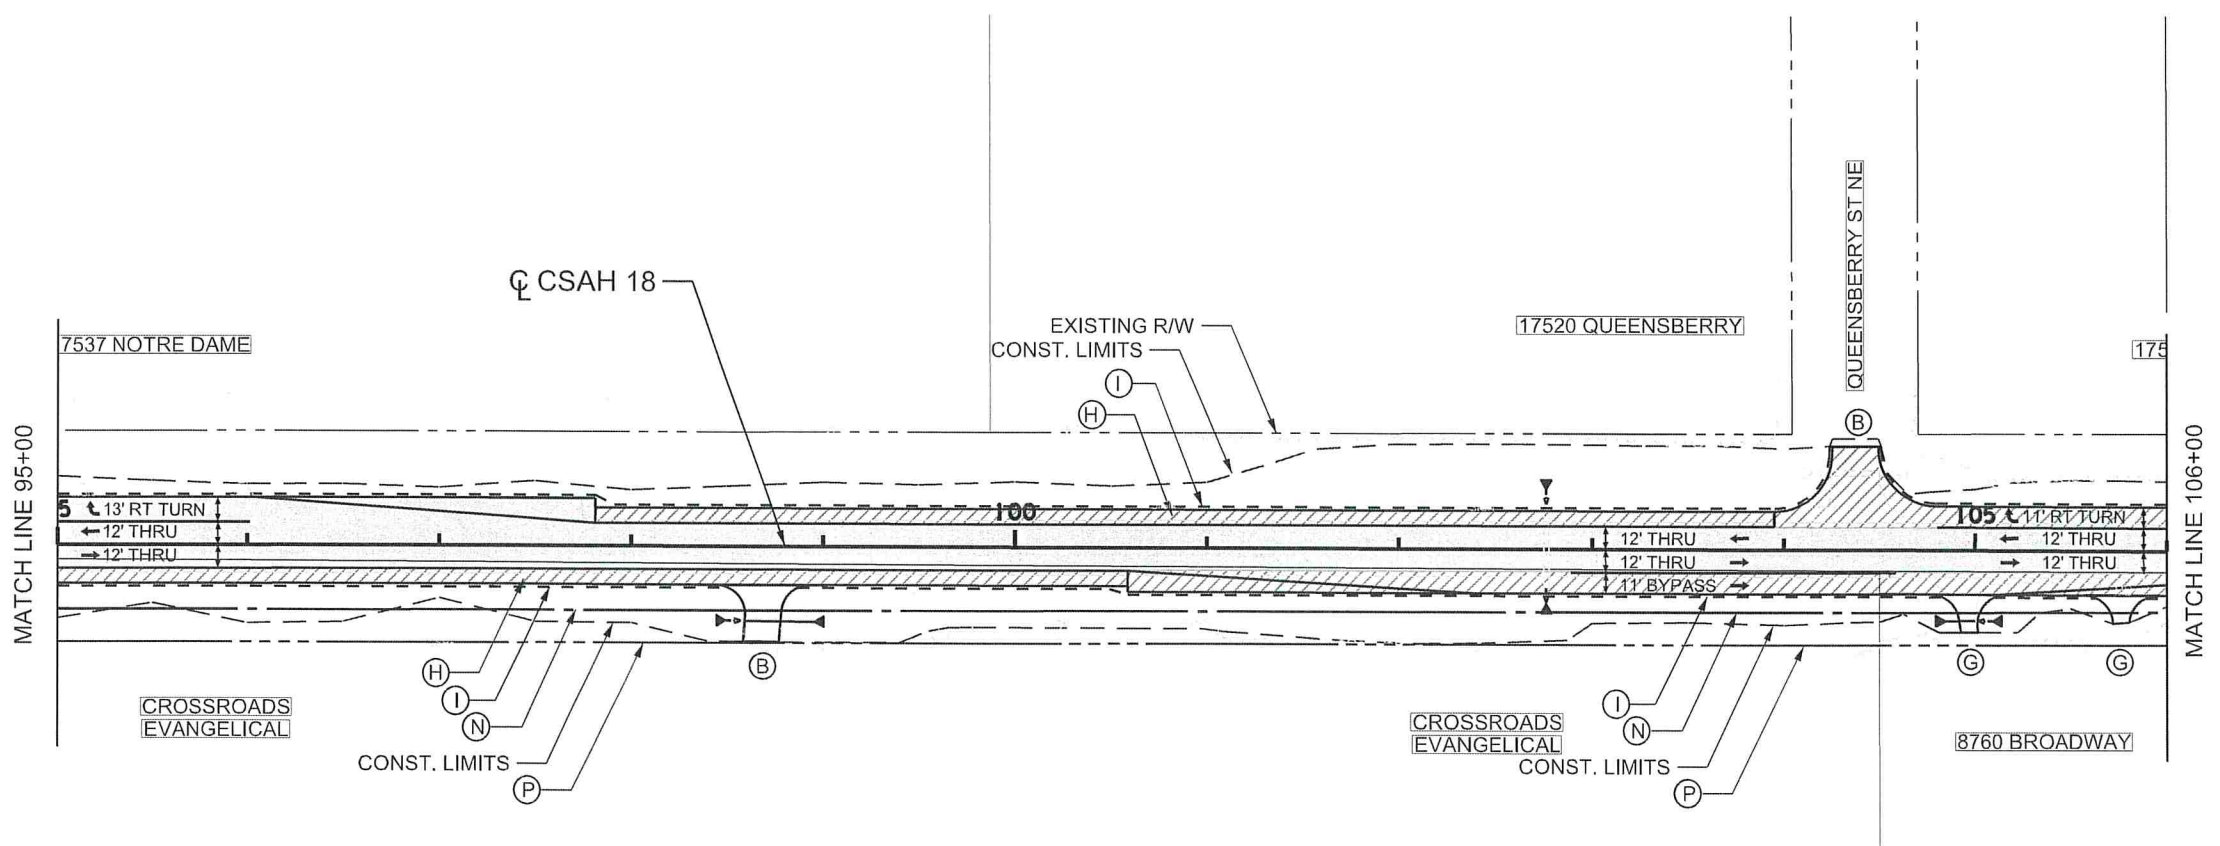 ℄ CSAH 18
EXISTING R/W
CONST. LIMITS
I
H
17520 QUEENSBERRY
QUEENSBERRY ST NE
B
7537 NOTRE DAME
175
MATCH LINE 95+00
MATCH LINE 106+00
5 13' RT TURN
12' THRU
12' THRU
100
12' THRU
12' THRU
11' BYPASS
105 11' RT TURN
12' THRU
12' THRU
H
I
N
CONST. LIMITS
P
B
CROSSROADS
EVANGELICAL
I
N
CONST. LIMITS
P
CROSSROADS
EVANGELICAL
G
G
8760 BROADWAY